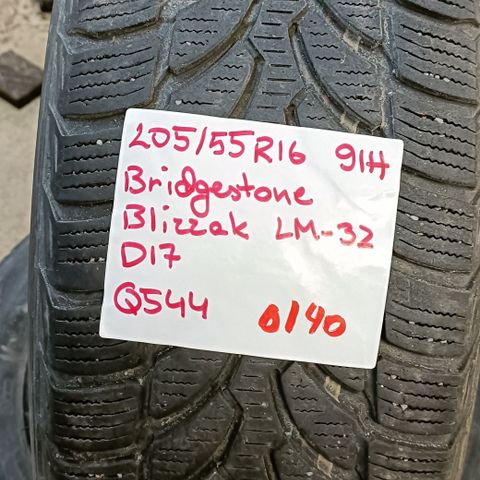 205/55R16 91H
Bridgestone
Blizzak LM-32
D17
Q544 0140